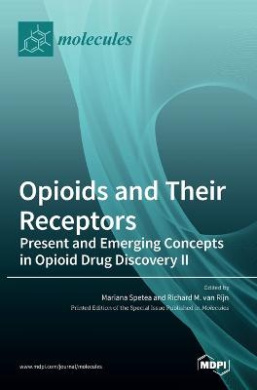 molecules
Opioids and Their
Receptors
Present and Emerging Concepts
in Opioid Drug Discovery II
Edited by
Mariana Spetea and Richard M. van Rijn
Printed Edition of the Special Issue Published in Molecules
www.mdpi.com/journal/molecules
MDPI